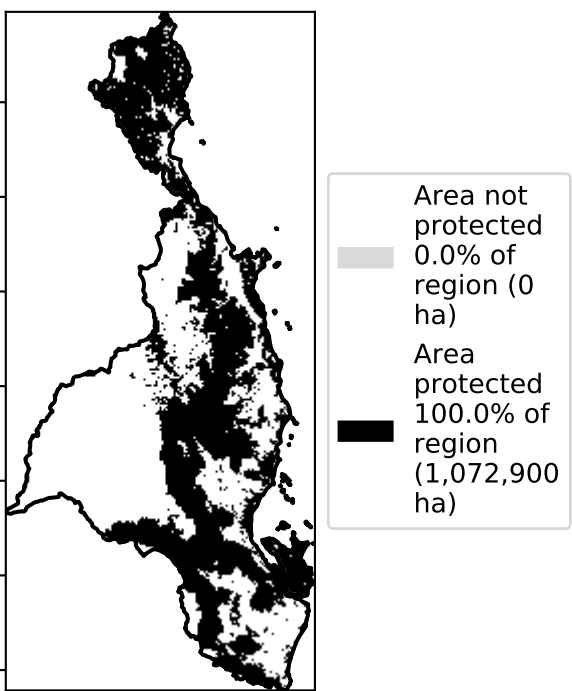 Area not
protected
0.0% of
region (0
ha)
Area
protected
100.0% of
region
(1,072,900
ha)